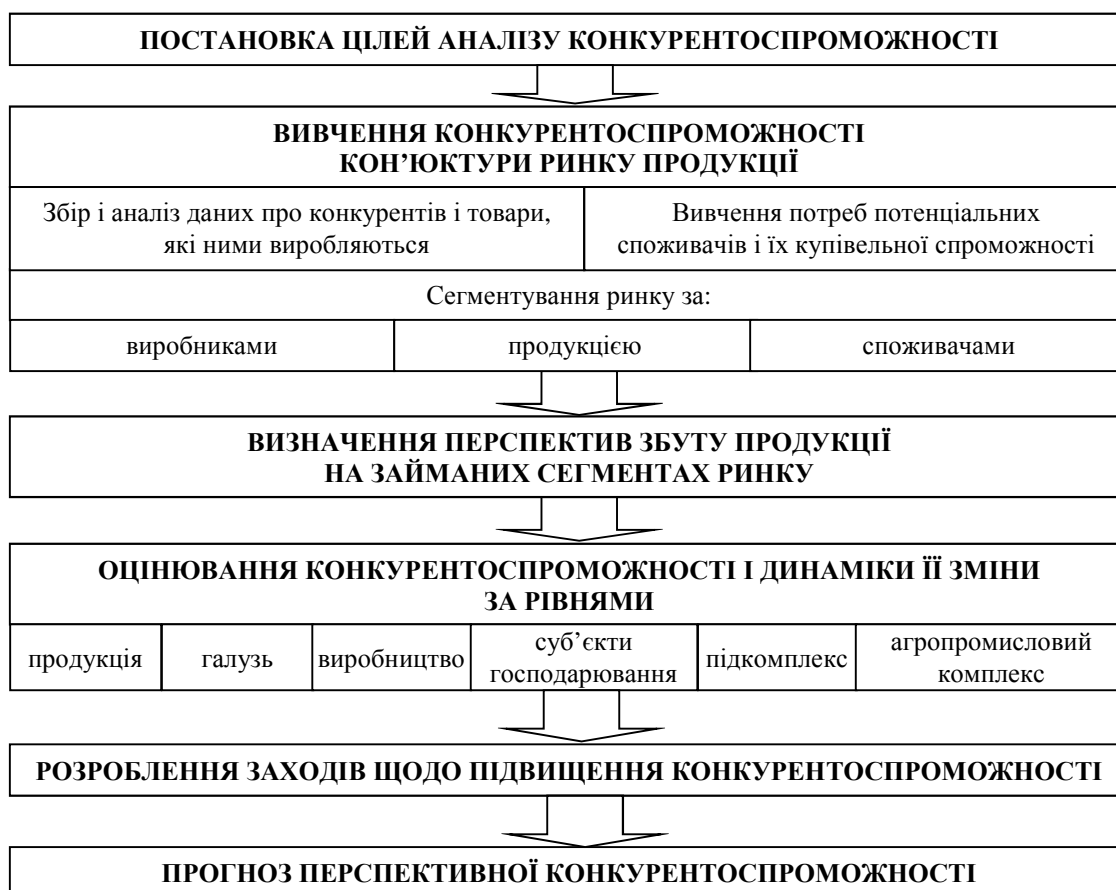 ПОСТАНОВКА ЦІЛЕЙ АНАЛІЗУ КОНКУРЕНТОСПРОМОЖНОСТІ
ВИВЧЕННЯ КОНКУРЕНТОСПРОМОЖНОСТІ
КОН’ЮКТУРИ РИНКУ ПРОДУКЦІЇ
Збір і аналіз даних про конкурентів і товари,
які ними виробляються
Вивчення потреб потенціальних
споживачів і їх купівельної спроможності
Сегментування ринку за:
виробниками
продукцією
споживачами
ВИЗНАЧЕННЯ ПЕРСПЕКТИВ ЗБУТУ ПРОДУКЦІЇ
НА ЗАЙМАНИХ СЕГМЕНТАХ РИНКУ
ОЦІНЮВАННЯ КОНКУРЕНТОСПРОМОЖНОСТІ І ДИНАМІКИ ЇЇ ЗМІНИ
ЗА РІВНЯМИ
продукція
галузь
виробництво
суб’єкти
господарювання
підкомплекс
агропромисловий
комплекс
РОЗРОБЛЕННЯ ЗАХОДІВ ЩОДО ПІДВИЩЕННЯ КОНКУРЕНТОСПРОМОЖНОСТІ
ПРОГНОЗ ПЕРСПЕКТИВНОЇ КОНКУРЕНТОСПРОМОЖНОСТІ